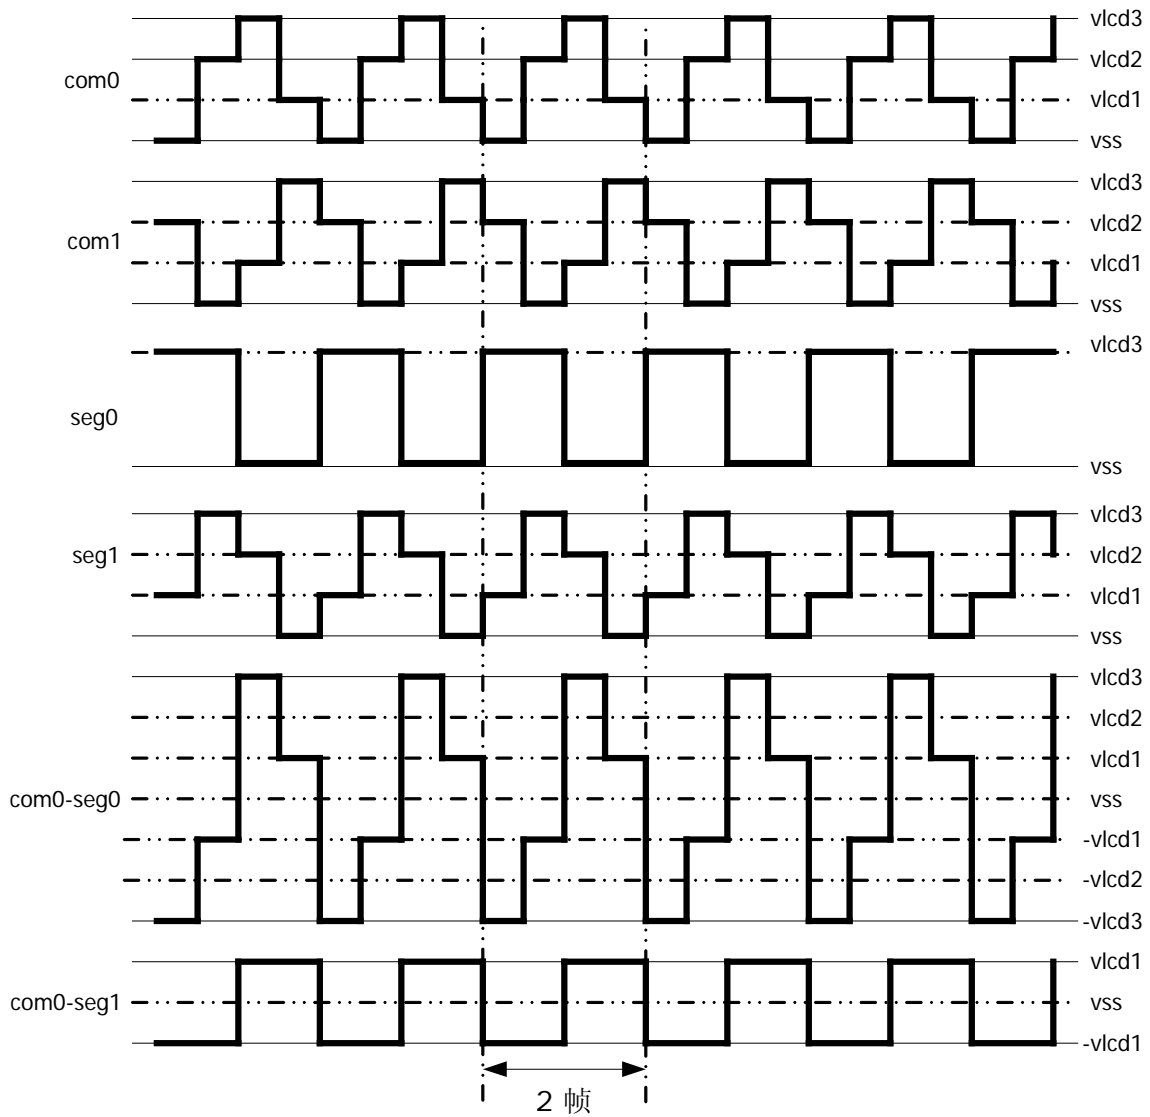 vlcd3
vlcd2
com0
vlcd1
vss
vlcd3
vlcd2
com1
vlcd1
vss
vlcd3
seg0
vss
vlcd3
seg1
vlcd2
vlcd1
vss
vlcd3
vlcd2
vlcd1
com0-seg0
vss
-vlcd1
-vlcd2
-vlcd3
vlcd1
com0-seg1
vss
-vlcd1
2 帧